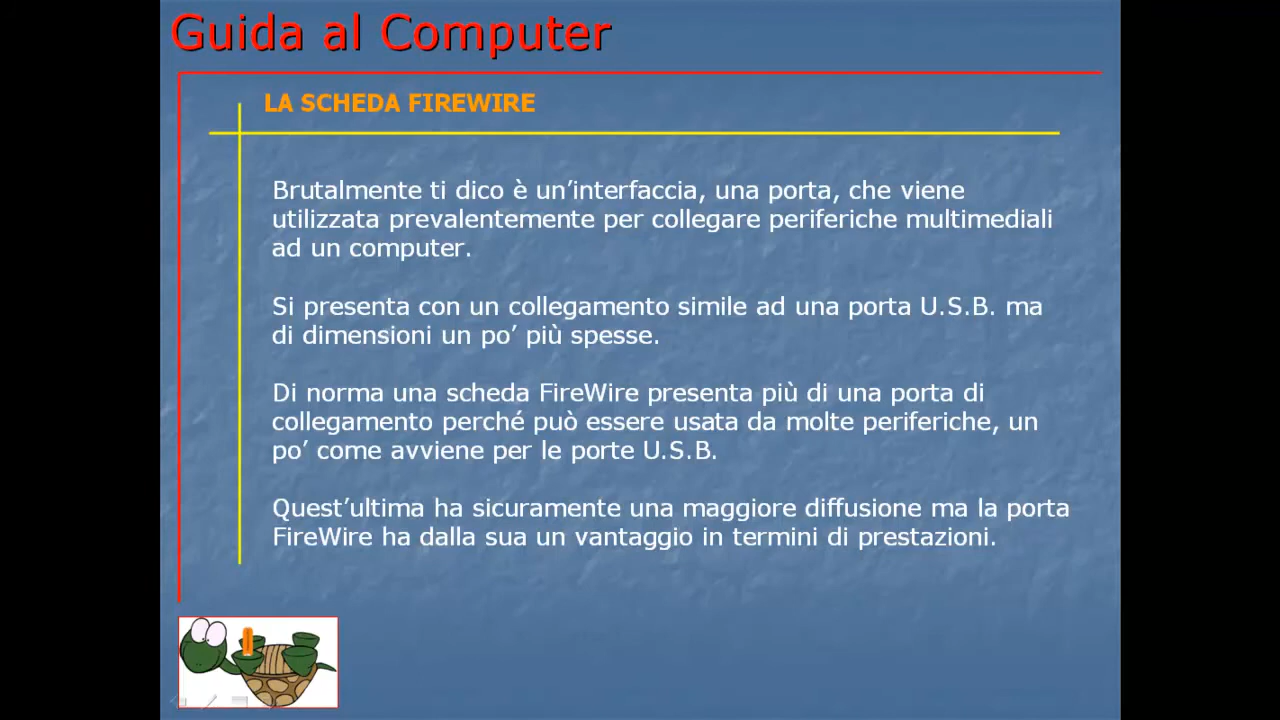 Guida al Computer
LA SCHEDA FIREWIRE
Brutalmente ti dico è un’interfaccia, una porta, che viene
utilizzata prevalentemente per collegare periferiche multimediali
ad un computer.
Si presenta con un collegamento simile ad una porta U.S.B. ma
di dimensioni un po’ più spesse.
Di norma una scheda FireWire presenta più di una porta di
collegamento perché può essere usata da molte periferiche, un
po’ come avviene per le porte U.S.B.
Quest’ultima ha sicuramente una maggiore diffusione ma la porta
FireWire ha dalla sua un vantaggio in termini di prestazioni.